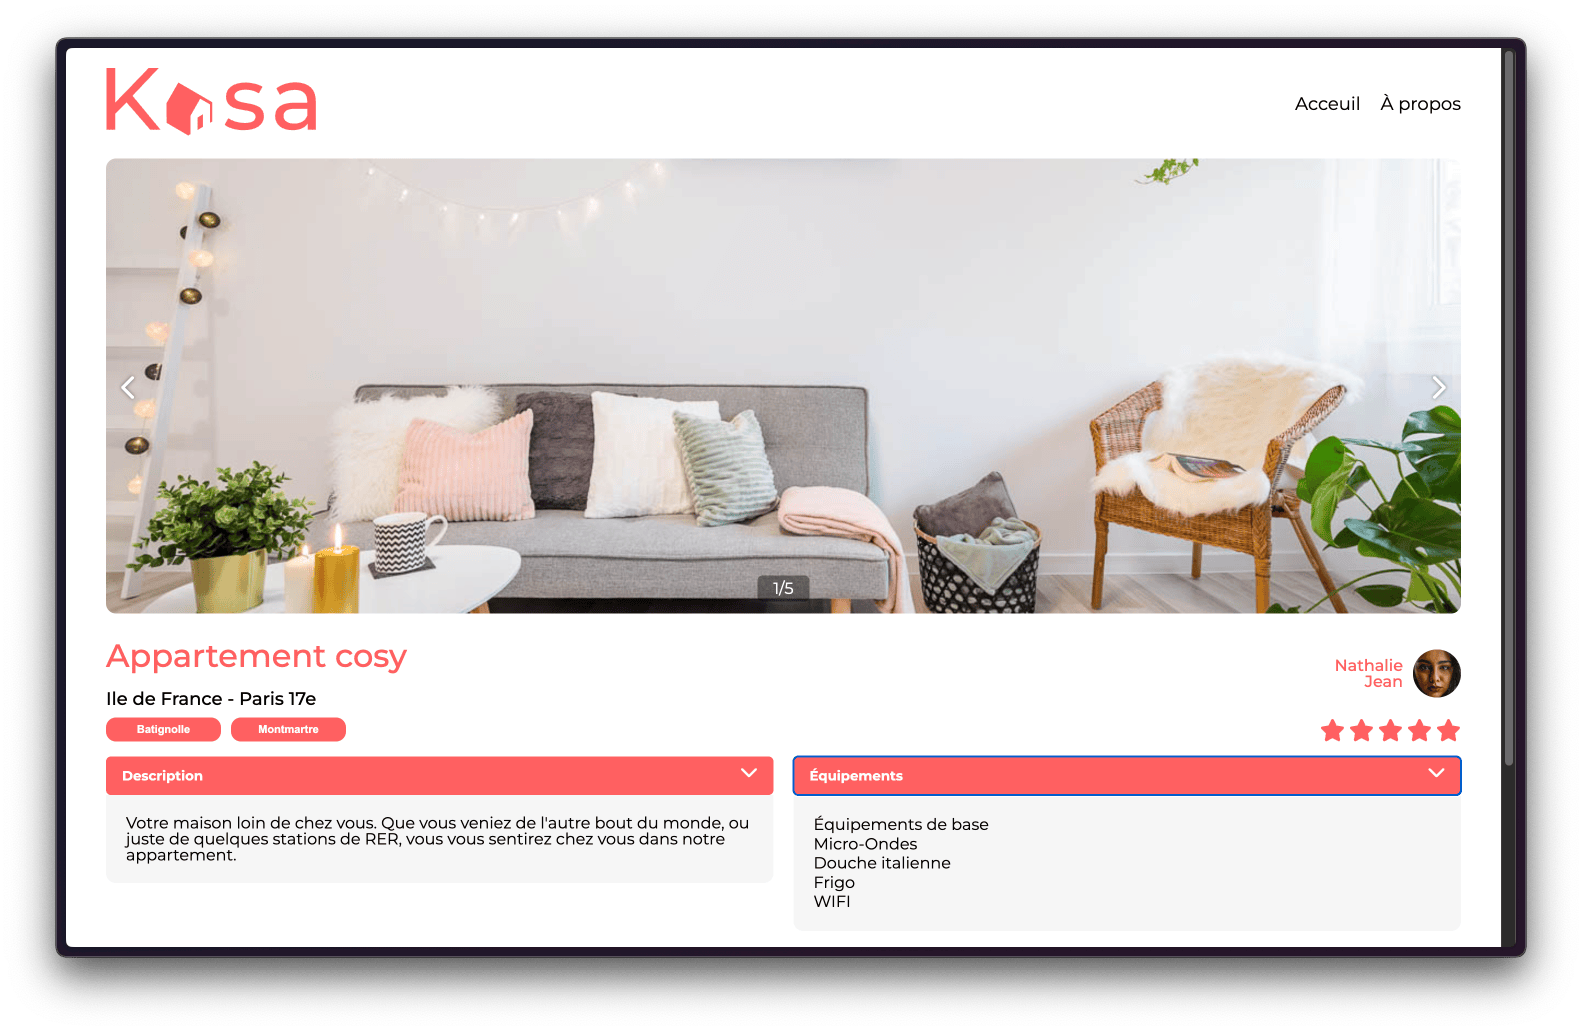 Kasa
Acceuil À propos
1/5
Appartement cosy
Nathalie
Jean
Ile de France - Paris 17e
Batignolle Montmartre
Description
Votre maison loin de chez vous. Que vous veniez de l'autre bout du monde, ou
juste de quelques stations de RER, vous vous sentirez chez vous dans notre
appartement.
Équipements
Équipements de base
Micro-Ondes
Douche italienne
Frigo
WIFI